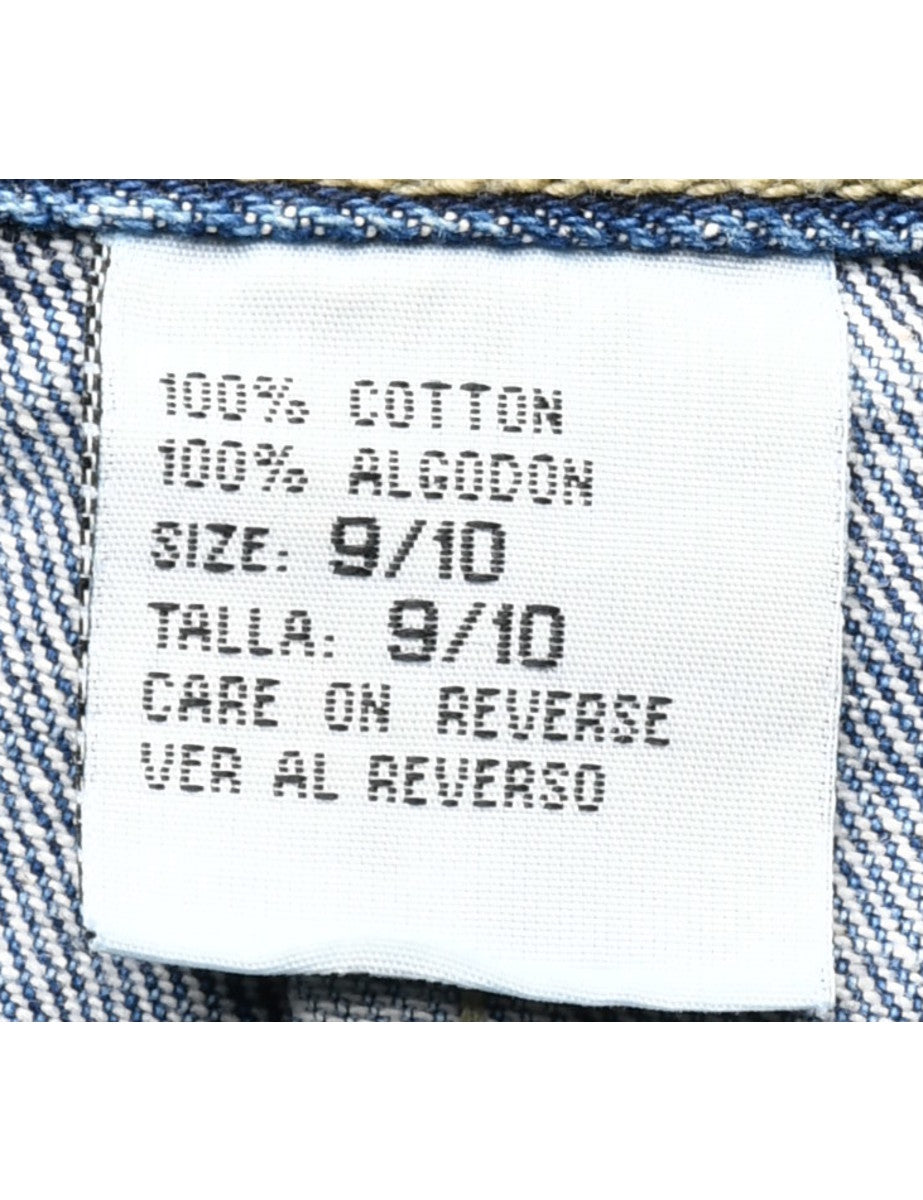 100% COTTON
100% ALGODON
SIZE: 9/10
TALLA: 9/10
CARE ON REVERSE
VER AL REVERSO